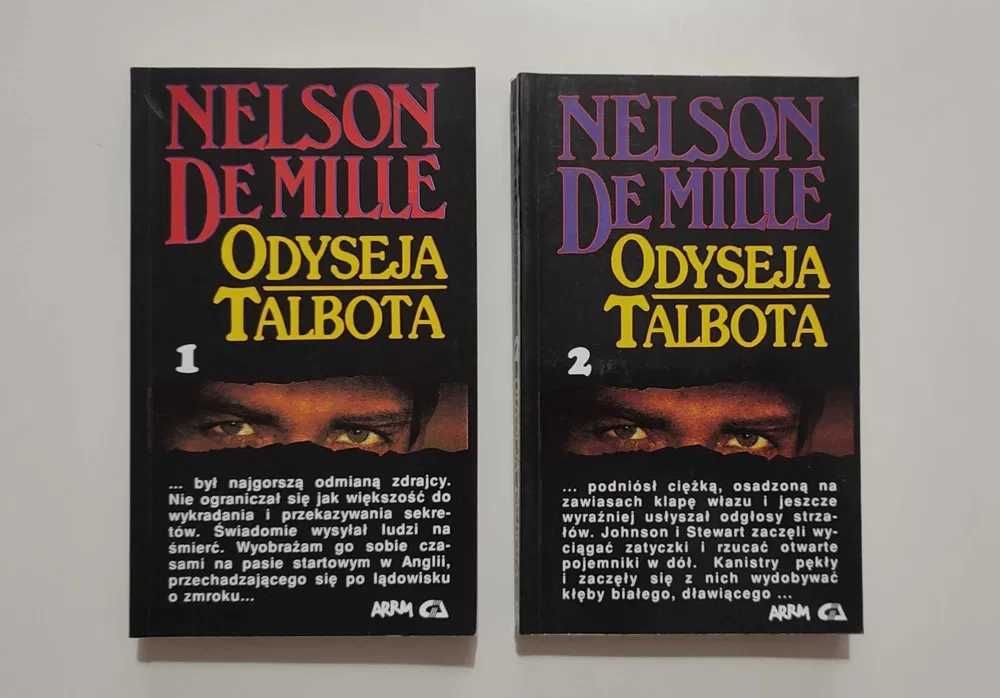 NELSON
DE MILLE
ODYSEJA
TALBOTA
1
... był najgorszą odmianą zdrajcy.
Nie ograniczał się jak większość do
wykradania i przekazywania sekre-
tów. Świadomie wysyłał ludzi na
śmierć. Wyobrażam go sobie cza-
sami na pasie startowym w Anglii,
przechadzającego się po lądowisku
o zmroku...
ARRM
NELSON
DE MILLE
ODYSEJA
TALBOTA
2
... podniósł ciężką, osadzoną na
zawiasach klapę włazu i jeszcze
wyraźniej usłyszał odgłosy strza-
łów. Johnson i Stewart zaczęli wy-
ciągać zatyczki i rzucać otwarte
pojemniki w dół. Kanistry pękły
i zaczęły się z nich wydobywać
kłęby białego, dławiącego ...
ARRM